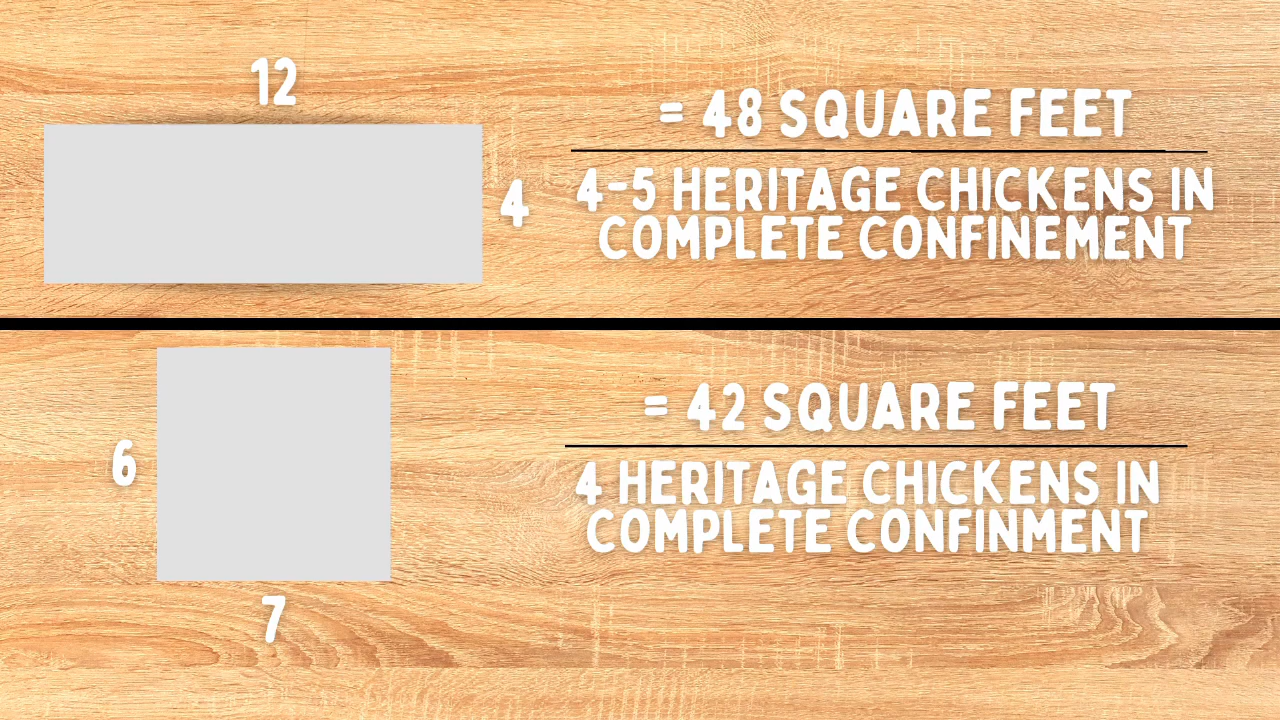 12
4
= 48 SQUARE FEET
4-5 HERITAGE CHICKENS IN
COMPLETE CONFINEMENT
6
7
= 42 SQUARE FEET
4 HERITAGE CHICKENS IN
COMPLETE CONFINMENT